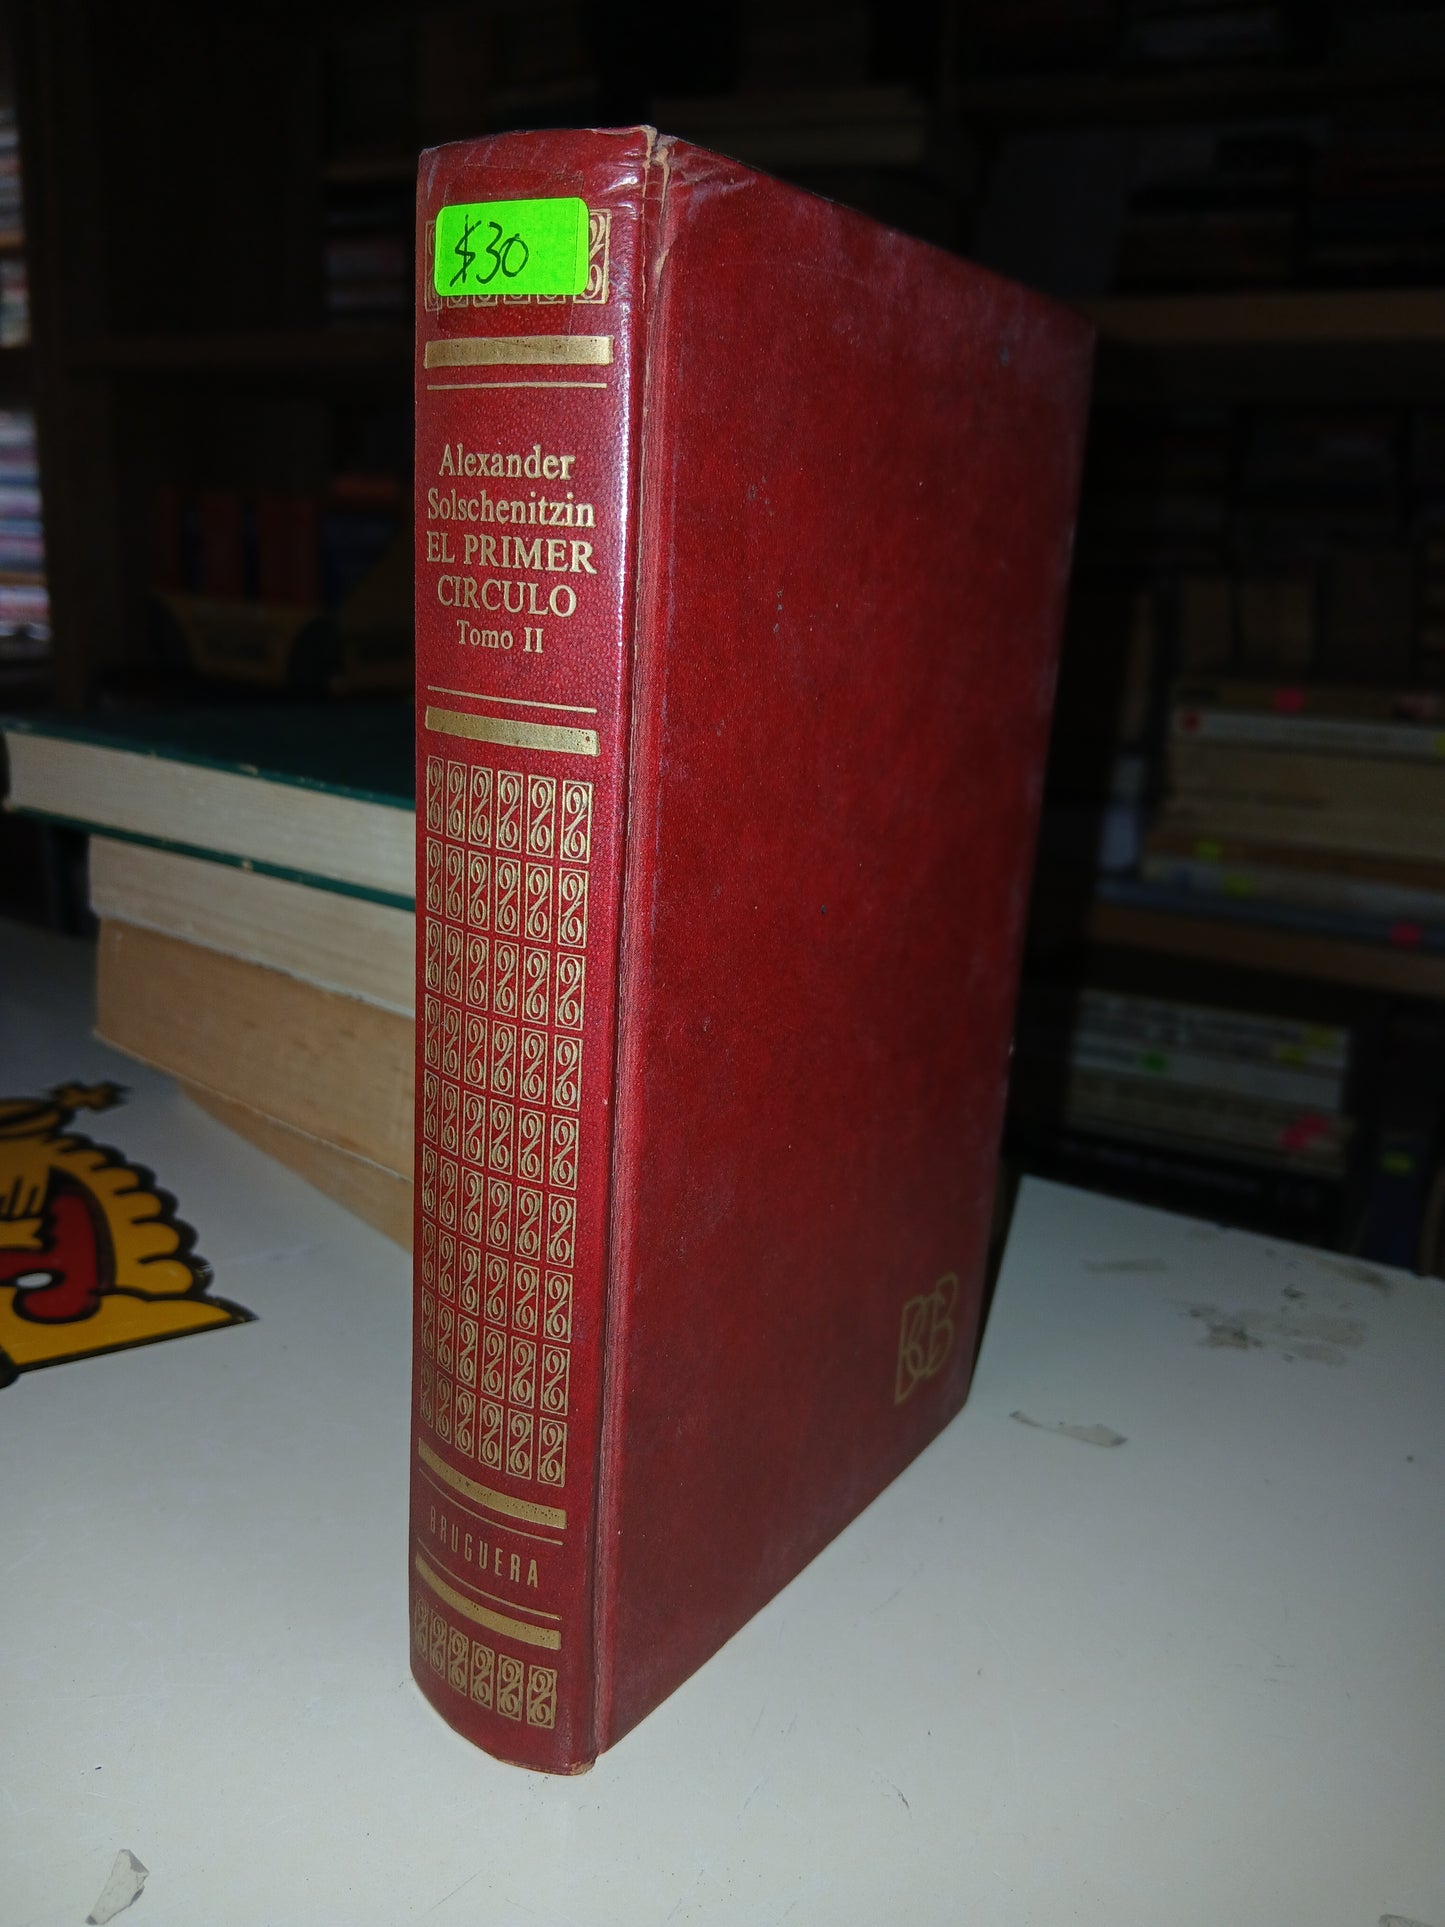 $30
Alexander
Solschenitzin
EL PRIMER
CIRCULO
Tomo II
BRUGUERA